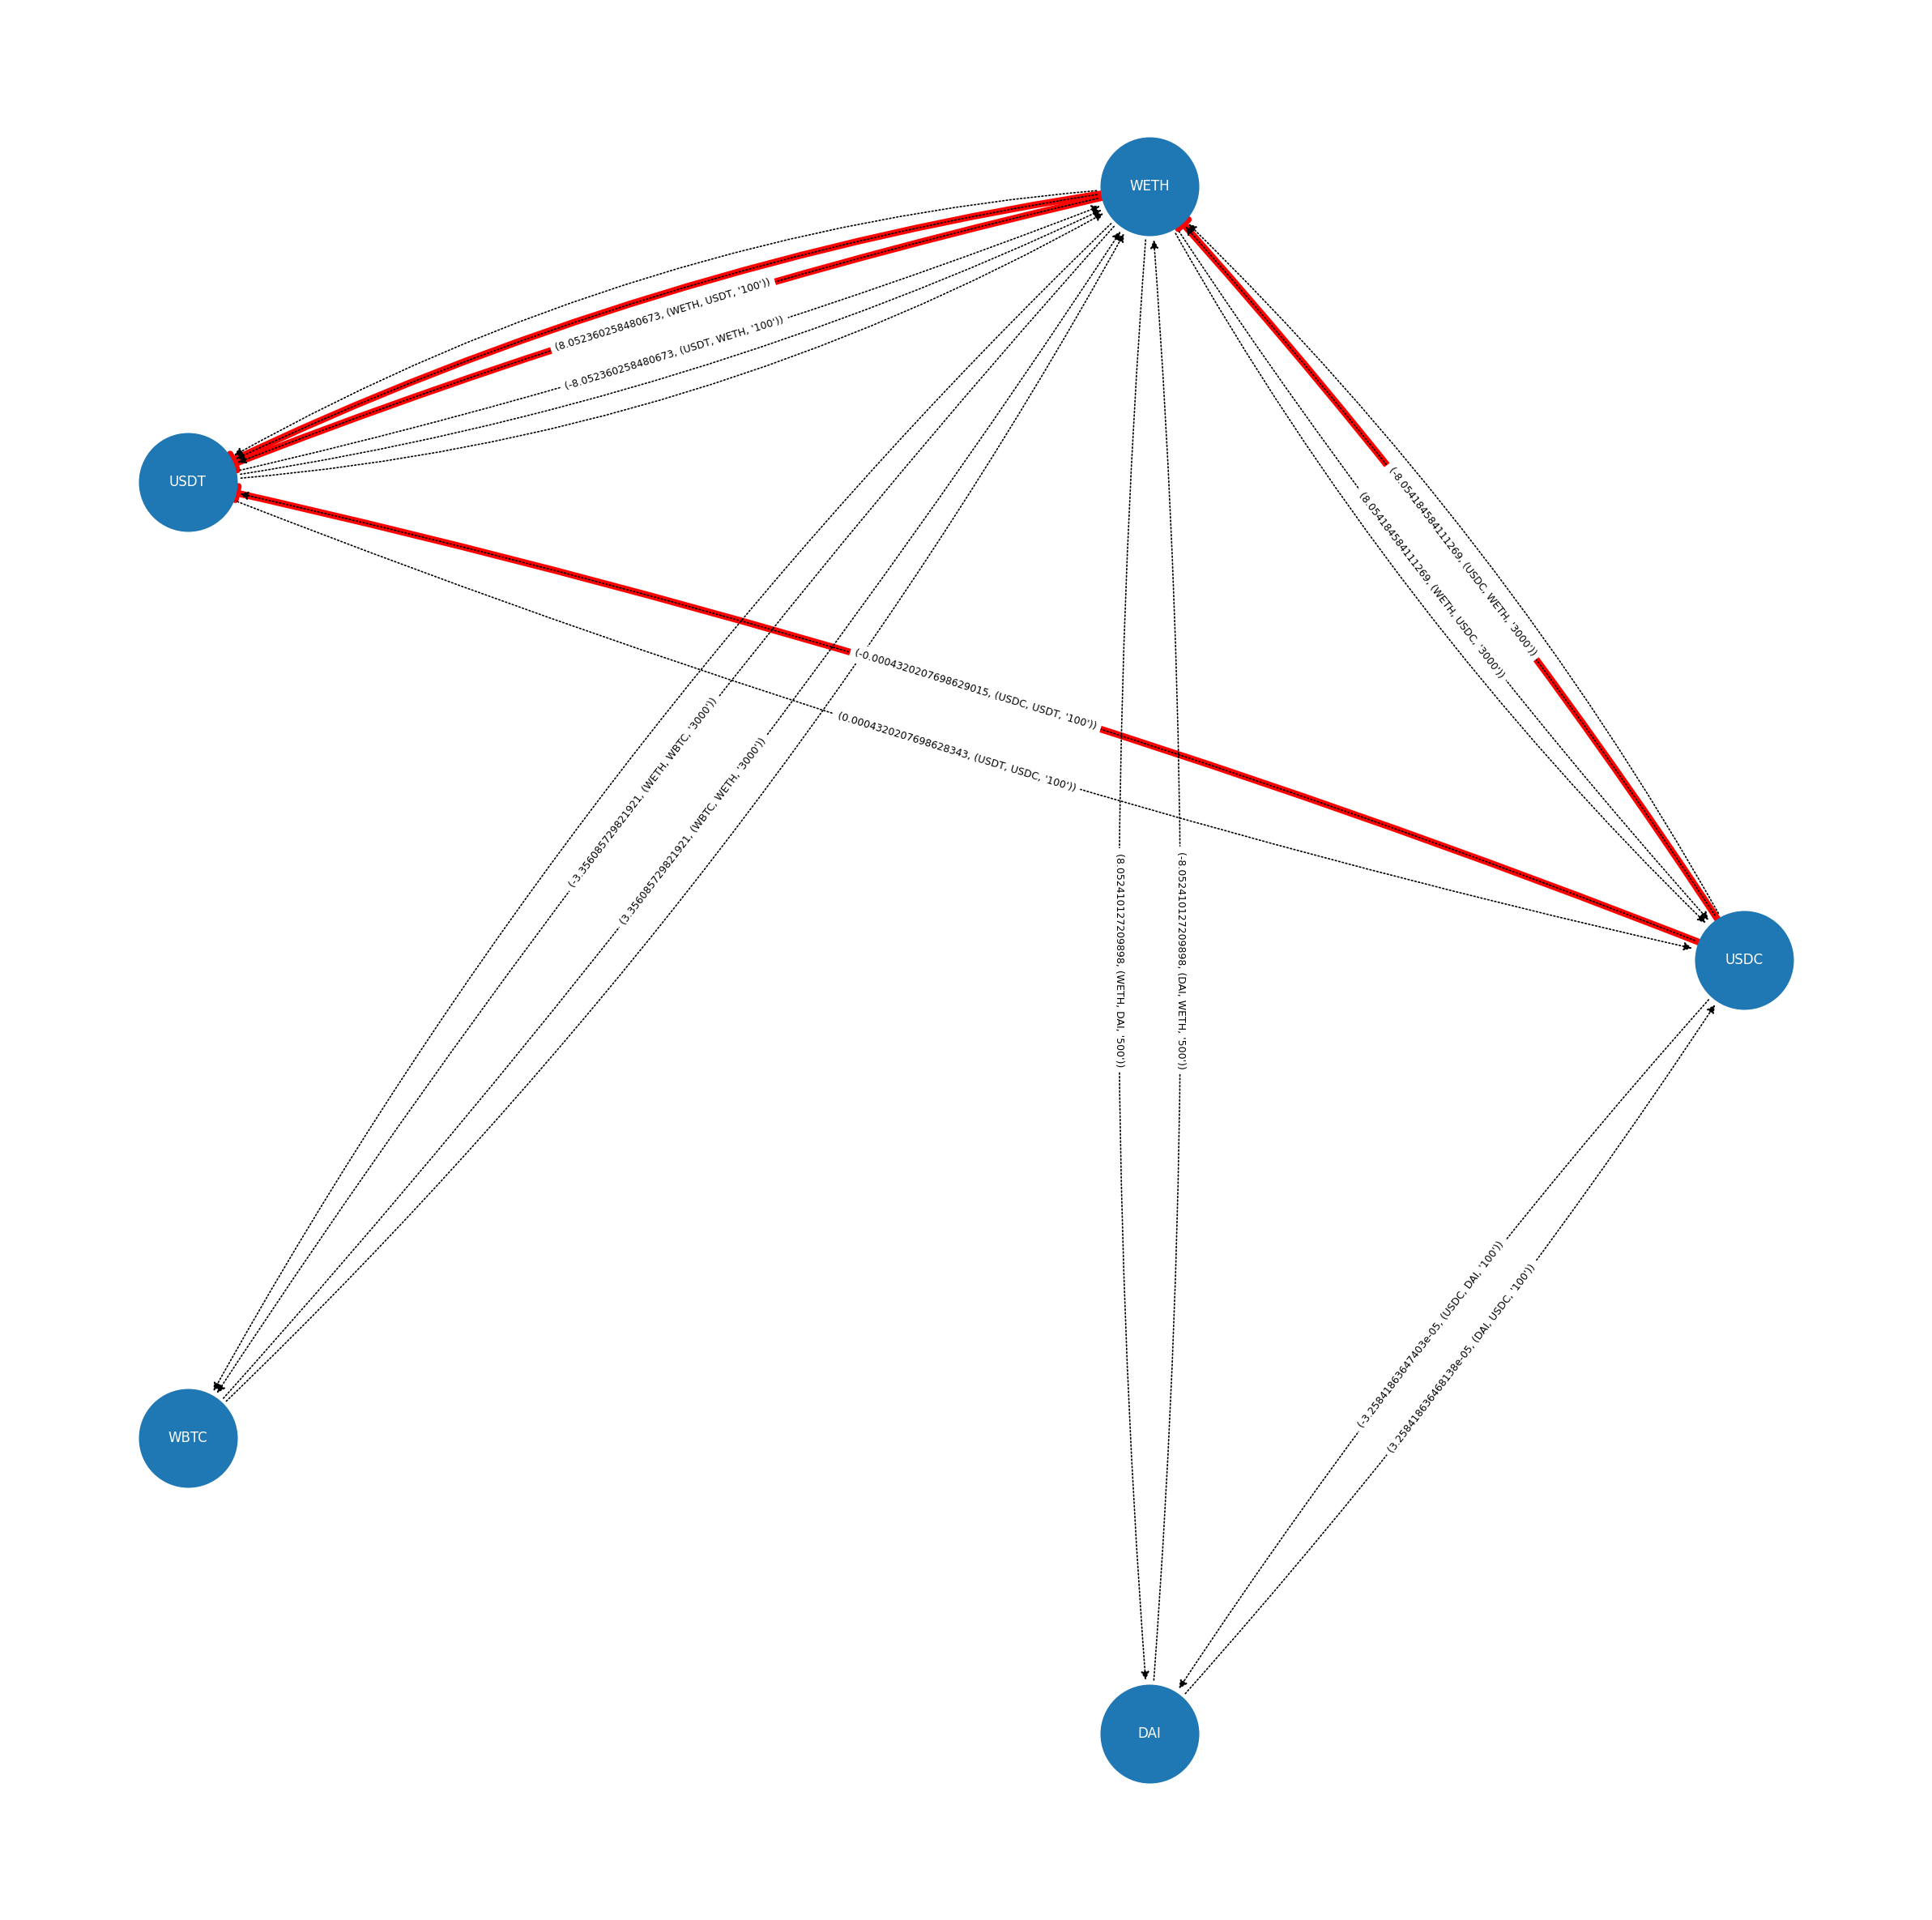 WETH
(8.052360258480673, (WETH, USDT, '100'))
(-8.052360258480673, (USDT, WETH, '100'))
USDT
(-8.054184584111269, (USDC, WETH, '3000'))
(8.054184584111269, (WETH, USDC, '3000'))
(-0.0004320207698629015, (USDC, USDT, '100'))
(0.0004320207698628343, (USDT, USDC, '100'))
(-3.356085729821921, (WETH, WBTC, '3000'))
(3.356085729821921, (WBTC, WETH, '3000'))
(8.052410127209898, (WETH, DAI, '500'))
(-8.052410127209898, (DAI, WETH, '500'))
USDC
(-3.25841863647403e-05, (USDC, DAI, '100'))
(3.258418636468138e-05, (DAI, USDC, '100'))
WBTC
DAI